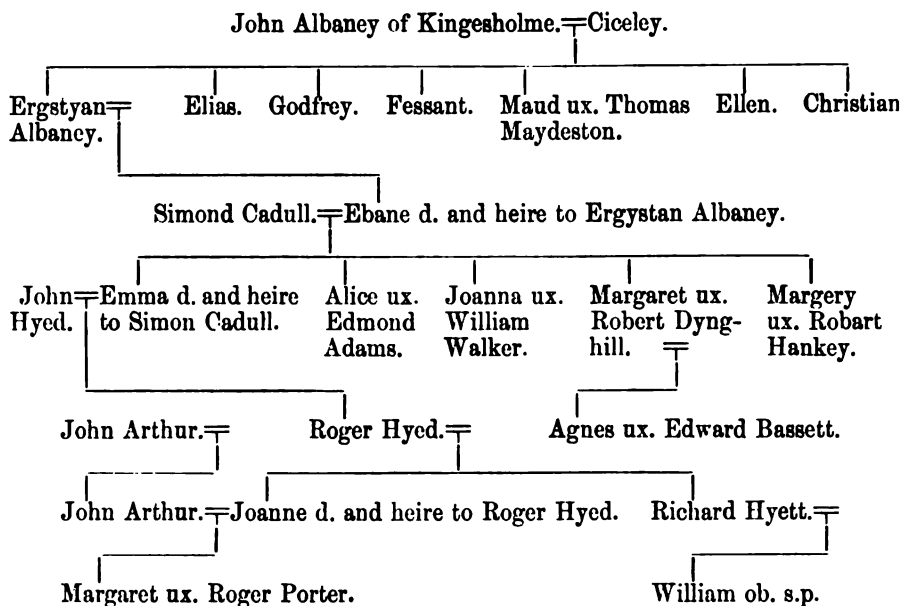 John Albaney of Kingesholme.=Ciceley.
Ergstyan= Elias. Godfrey. Fessant. Maud ux. Thomas Ellen. Christian
Albaney. Maydeston.
Simond Cadull.=Ebane d. and heire to Ergystan Albaney.
John=Emma d. and heire Alice ux. Joanna ux. Margaret ux. Margery
Hyed. to Simon Cadull. Edmond William Robert Dyng- ux. Robart
Adams. Walker. hill. = Hankey.
John Arthur.= Roger Hyed.= Agnes ux. Edward Bassett.
John Arthur.=Joanne d. and heire to Roger Hyed. Richard Hyett.=
Margaret ux. Roger Porter. William ob. s.p.